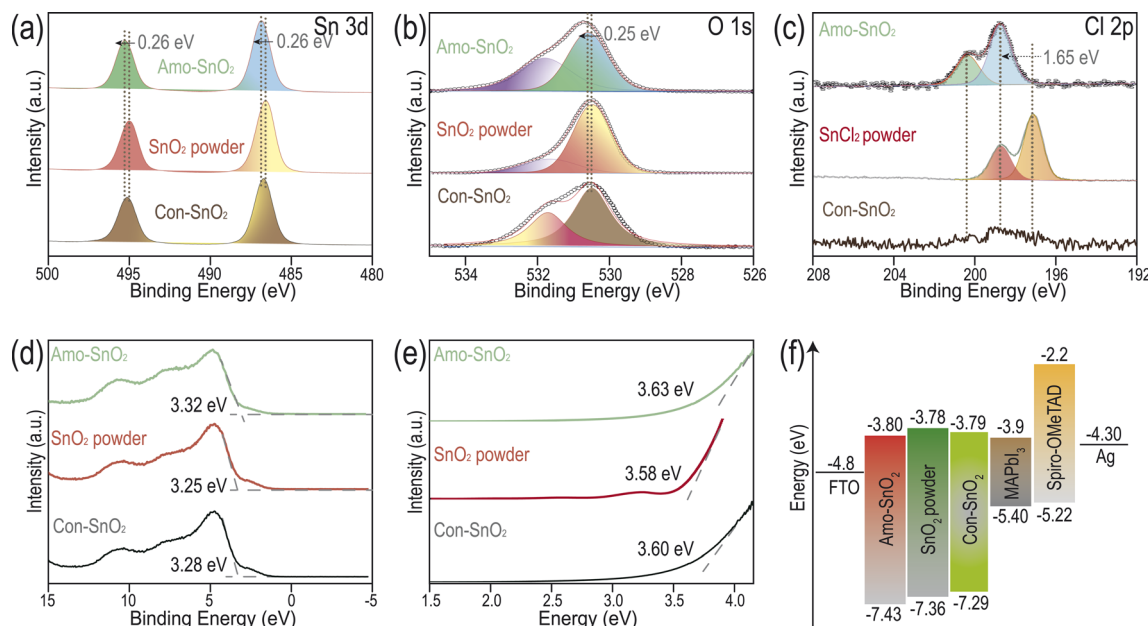 (a)
Sn 3d
0.26 eV
0.26 eV
Amo-SnO₂
SnO₂ powder
Con-SnO₂
Intensity (a.u.)
500 495 490 485 480
Binding Energy (eV)
(b)
O 1s
0.25 eV
Amo-SnO₂
SnO₂ powder
Con-SnO₂
Intensity (a.u.)
534 532 530 528 526
Binding Energy (eV)
(c)
Cl 2p
Amo-SnO₂
1.65 eV
SnCl₂ powder
Con-SnO₂
Intensity (a.u.)
208 204 200 196 192
Binding Energy (eV)
(d)
Amo-SnO₂
3.32 eV
SnO₂ powder
3.25 eV
Con-SnO₂
3.28 eV
Intensity (a.u.)
15 10 5 0 -5
Binding Energy (eV)
(e)
Amo-SnO₂
3.63 eV
SnO₂ powder
3.58 eV
Con-SnO₂
3.60 eV
Intensity (a.u.)
1.5 2.0 2.5 3.0 3.5 4.0
Energy (eV)
(f)
Energy (eV)
-4.8
FTO
-3.80
Amo-SnO₂
-7.43
-3.78
SnO₂ powder
-7.36
-3.79
Con-SnO₂
-7.29
-3.9
MAPbI₃
-5.40
-2.2
Spiro-OMeTAD
-5.22
-4.30
Ag